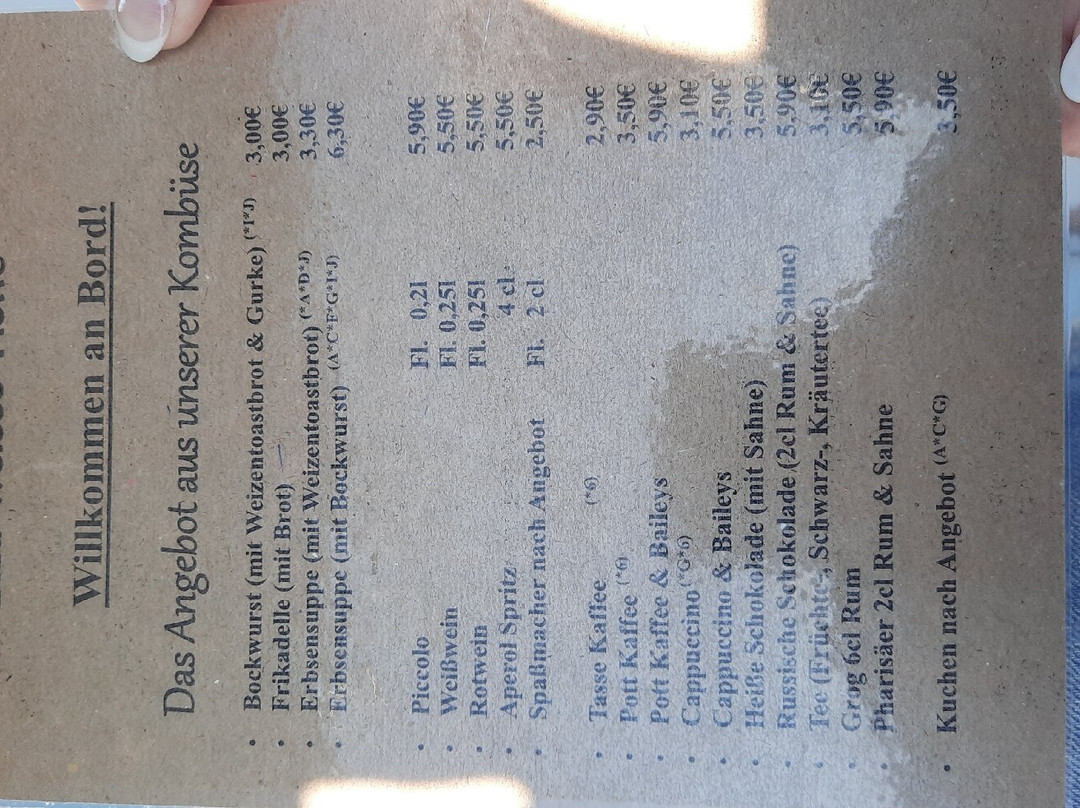 Willkommen an Bord!
Das Angebot aus unserer Kombüse
• Bockwurst (mit Weizentoastbrot & Gurke) (*I*J) 3,00€
• Frikadelle (mit Brot) 3,00€
• Erbsensuppe (mit Weizentoastbrot) (*A*D*J) 3,30€
• Erbsensuppe (mit Bockwurst) (A*C*F*G*I*J) 6,30€
• Piccolo Fl. 0,2l 5,90€
• Weißwein Fl. 0,25l 5,50€
• Rotwein Fl. 0,25l 5,50€
• Aperol Spritz 4 cl 5,50€
• Spaßmacher nach Angebot Fl. 2 cl 2,50€
• Tasse Kaffee (*6) 2,90€
• Pott Kaffee (*6) 3,50€
• Pott Kaffee & Baileys 5,90€
• Cappuccino (*G*6) 3,10€
• Cappuccino & Baileys 5,50€
• Heiße Schokolade (mit Sahne) 3,50€
• Russische Schokolade (2cl Rum & Sahne) 5,90€
• Tee (Früchte-, Schwarz-, Kräutertee) 3,10€
• Grog 6cl Rum 5,50€
• Pharisäer 2cl Rum & Sahne 5,90€
• Kuchen nach Angebot (A*C*G) 3,50€